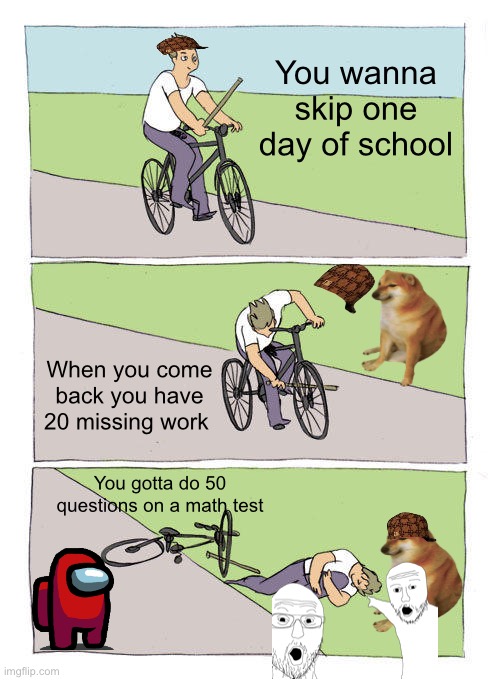 You wanna
skip one
day of school
When you come
back you have
20 missing work
You gotta do 50
questions on a math test
imgflip.com